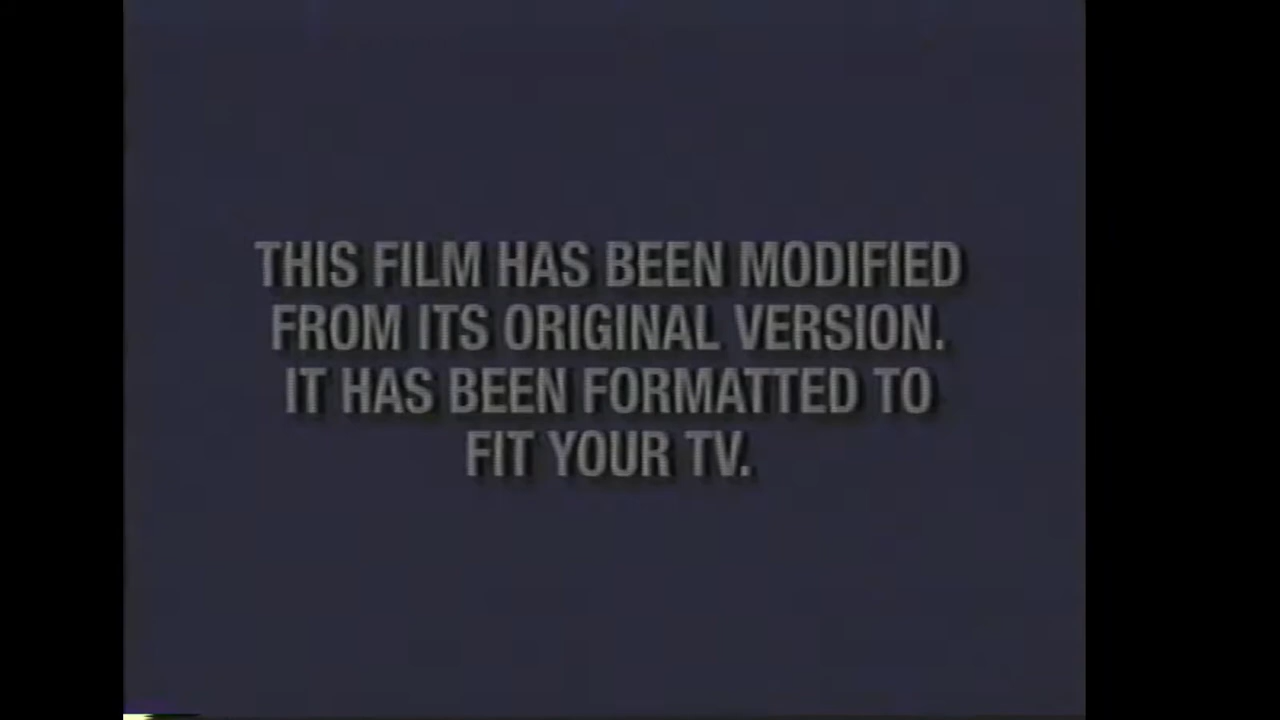 THIS FILM HAS BEEN MODIFIED
FROM ITS ORIGINAL VERSION.
IT HAS BEEN FORMATTED TO
FIT YOUR TV.